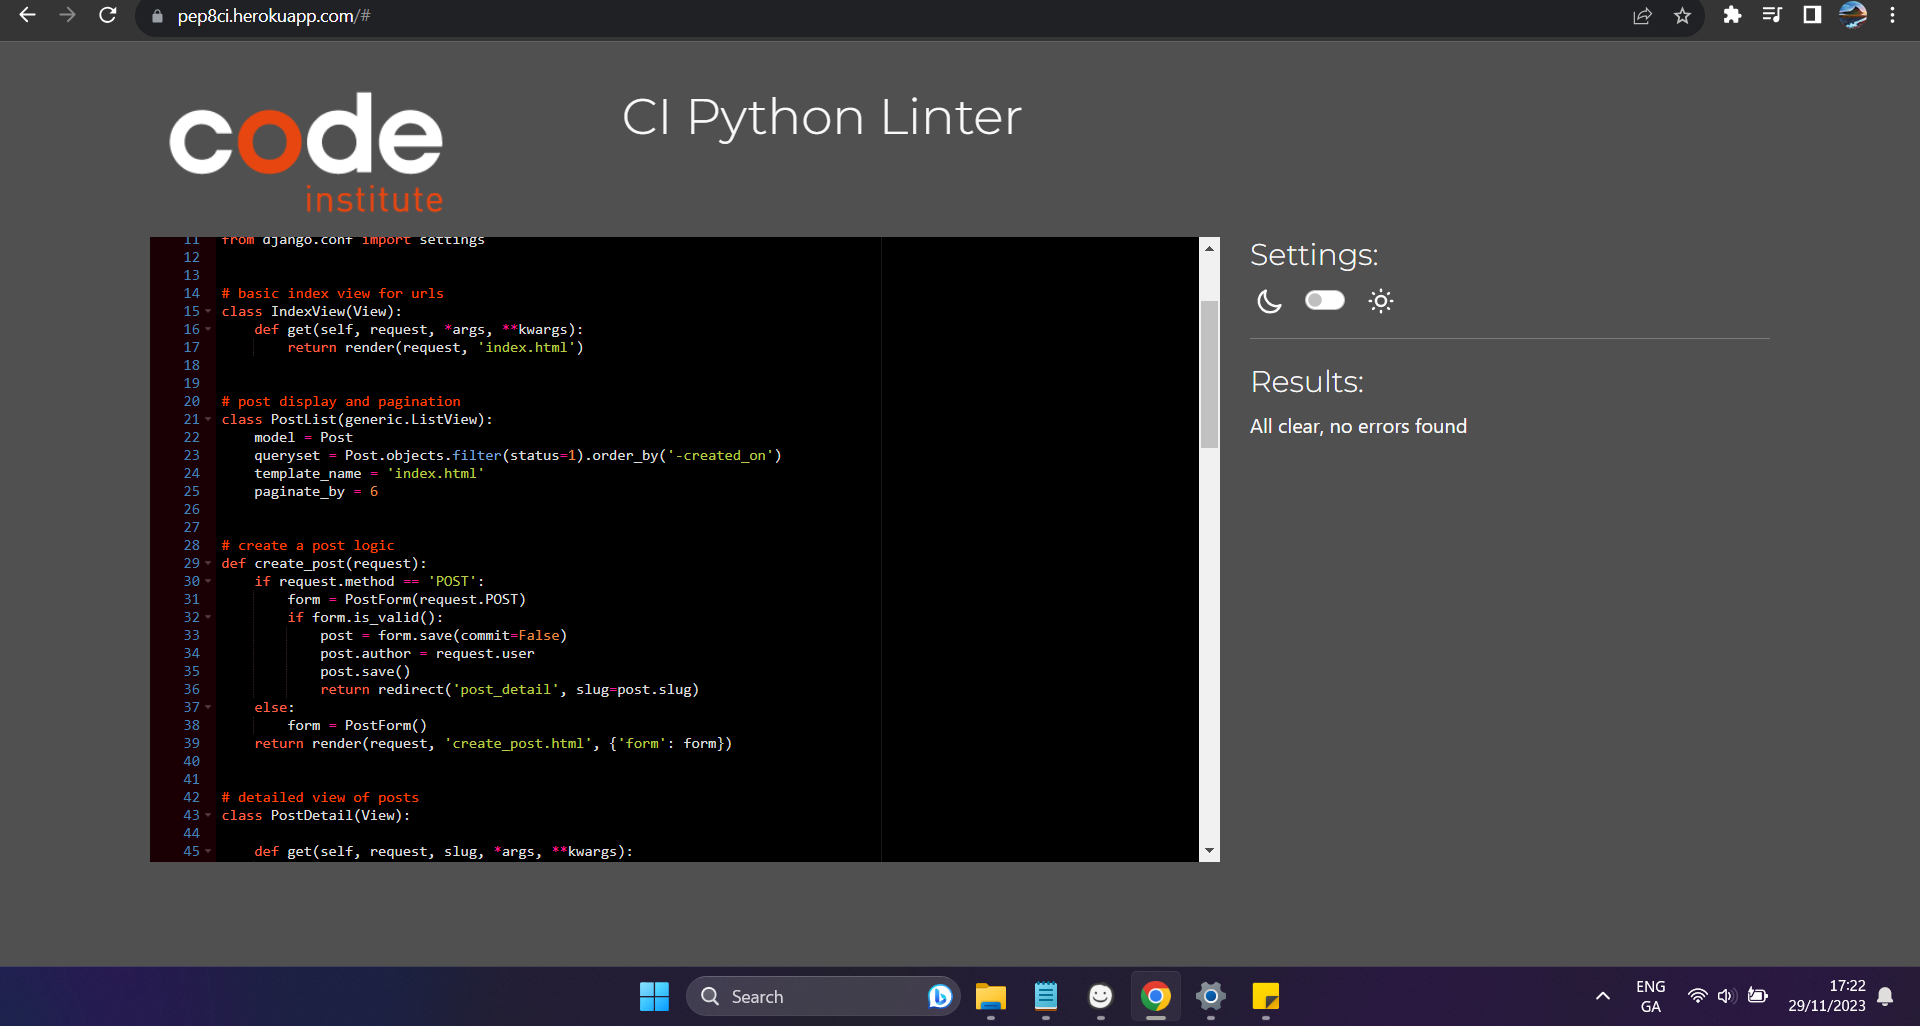 pep8ci.herokuapp.com/#
code
institute
CI Python Linter
11 from django.conf import settings
12
13
14 # basic index view for urls
15 class IndexView(View):
16 def get(self, request, *args, **kwargs):
17 return render(request, 'index.html')
18
19
20 # post display and pagination
21 class PostList(generic.ListView):
22 model = Post
23 queryset = Post.objects.filter(status=1).order_by('-created_on')
24 template_name = 'index.html'
25 paginate_by = 6
26
27
28 # create a post logic
29 def create_post(request):
30 if request.method == 'POST':
31 form = PostForm(request.POST)
32 if form.is_valid():
33 post = form.save(commit=False)
34 post.author = request.user
35 post.save()
36 return redirect('post_detail', slug=post.slug)
37 else:
38 form = PostForm()
39 return render(request, 'create_post.html', {'form': form})
40
41
42 # detailed view of posts
43 class PostDetail(View):
44
45 def get(self, request, slug, *args, **kwargs):
Settings:
Results:
All clear, no errors found
Search
ENG
GA
17:22
29/11/2023